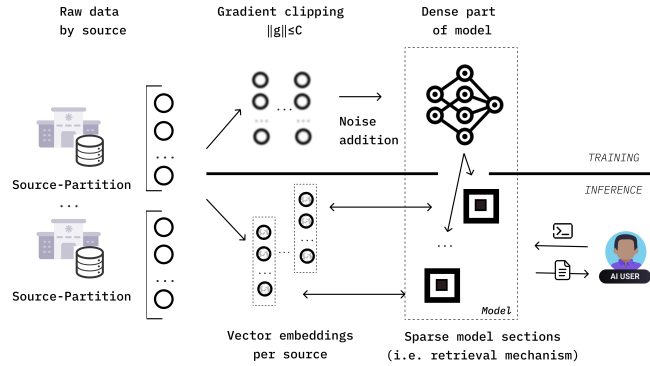 Raw data
by source
Gradient clipping
‖g‖≤C
Dense part
of model
Noise
addition
Source-Partition
...
Source-Partition
TRAINING
INFERENCE
AI USER
Model
Vector embeddings
per source
Sparse model sections
(i.e. retrieval mechanism)